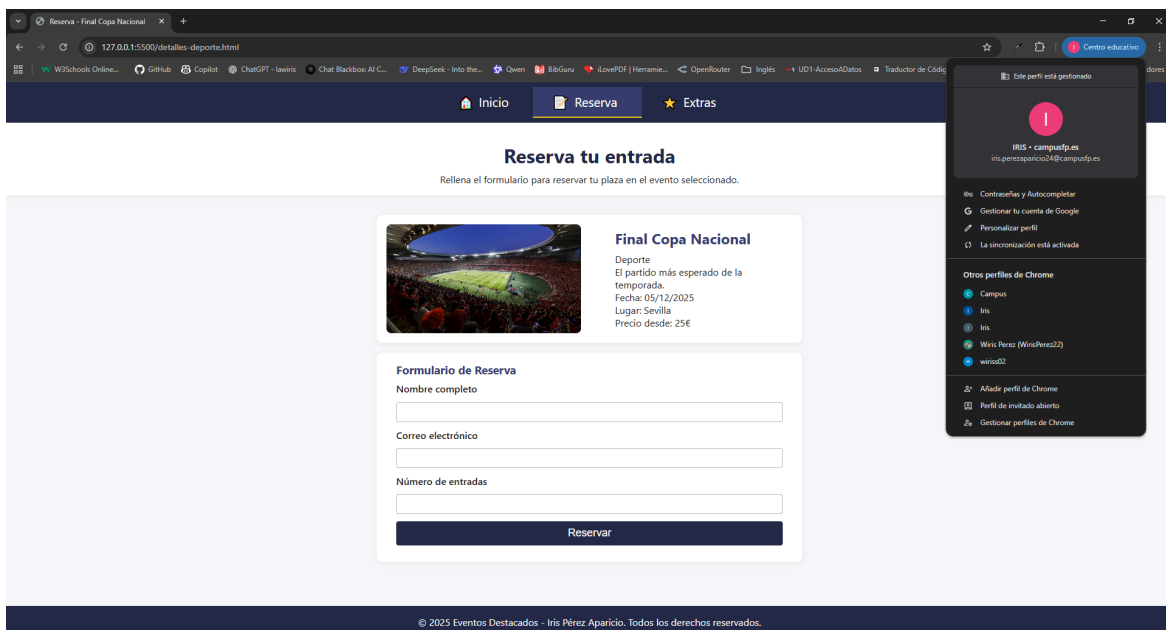 Reserva - Final Copa Nacional
127.0.0.1:5500/detalles-deporte.html
Centro educativo
W3Schools Online...
GitHub
Copilot
ChatGPT - Iawiris
Chat Blackbox: AI C...
DeepSeek - Into the...
Qwen
BibGuru
iLovePDF | Herramie...
OpenRouter
Inglés
UD1-AccesoADatos
Traductor de Códig
dores
Inicio
Reserva
Extras
Reserva tu entrada
Rellena el formulario para reservar tu plaza en el evento seleccionado.
Final Copa Nacional
Deporte
El partido más esperado de la
temporada.
Fecha: 05/12/2025
Lugar: Sevilla
Precio desde: 25€
Formulario de Reserva
Nombre completo
Correo electrónico
Número de entradas
Reservar
© 2025 Eventos Destacados - Iris Pérez Aparicio. Todos los derechos reservados.
Este perfil está gestionado
I
IRIS • campusfp.es
iris.perezaparicio24@campusfp.es
Contraseñas y Autocompletar
Gestionar tu cuenta de Google
Personalizar perfil
La sincronización está activada
Otros perfiles de Chrome
Campus
Iris
Iris
Wiris Perez (WirisPerez22)
wiriss02
Añadir perfil de Chrome
Perfil de invitado abierto
Gestionar perfiles de Chrome